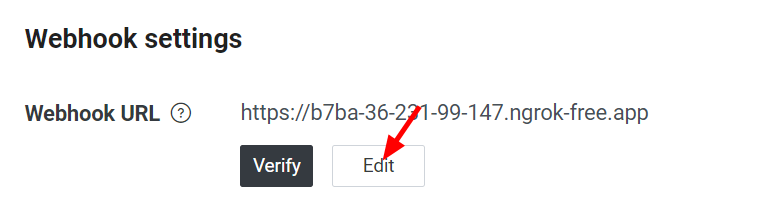 Webhook settings
Webhook URL ? https://b7ba-36-231-99-147.ngrok-free.app
Verify Edit